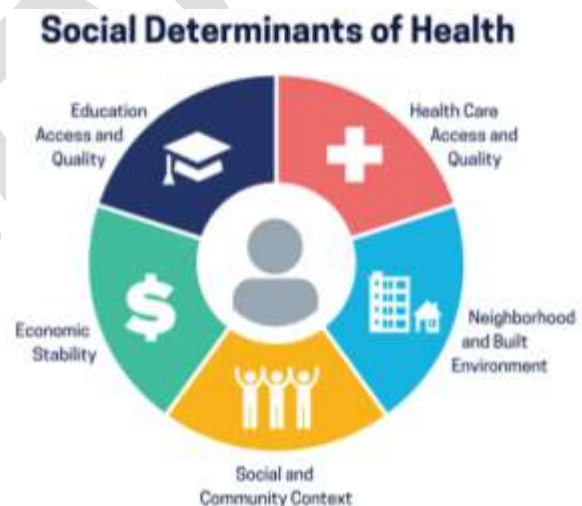 Social Determinants of Health
Education
Access and
Quality
Health Care
Access and
Quality
$
Economic
Stability
Neighborhood
and Built
Environment
Social and
Community Context